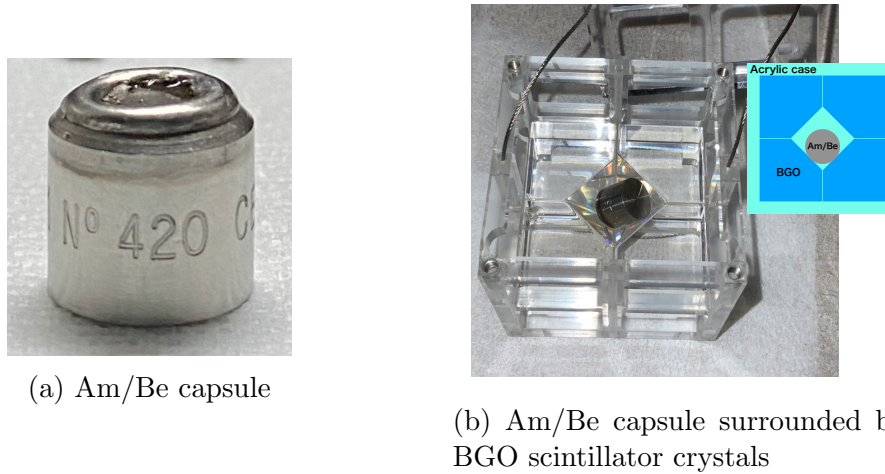 Nº 420
Acrylic case
Am/Be
BGO
(a) Am/Be capsule
(b) Am/Be capsule surrounded
BGO scintillator crystals